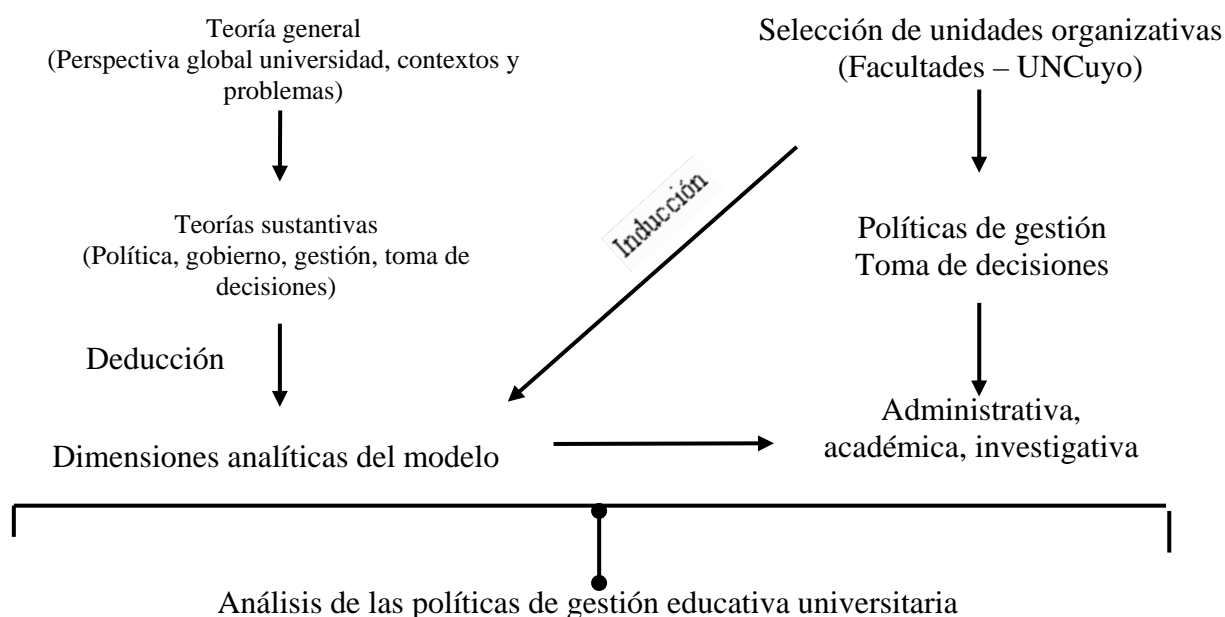 Teoría general
(Perspectiva global universidad, contextos y
problemas)
Selección de unidades organizativas
(Facultades – UNCuyo)
Inducción
Teorías sustantivas
(Política, gobierno, gestión, toma de
decisiones)
Políticas de gestión
Toma de decisiones
Deducción
Dimensiones analíticas del modelo
Administrativa,
académica, investigativa
Análisis de las políticas de gestión educativa universitaria